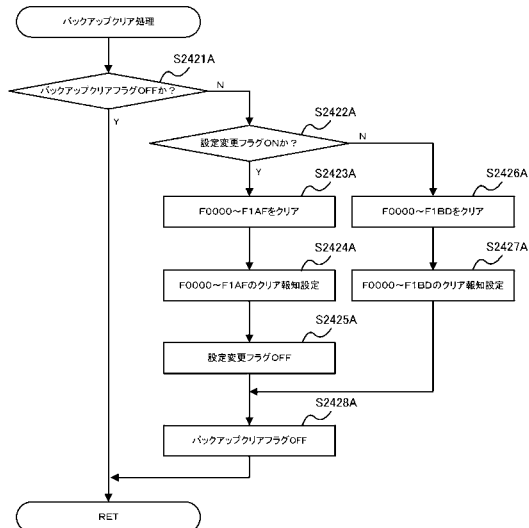 バックアップクリア処理
S2421A
バックアップクリアフラグOFFか？
N
Y
S2422A
設定変更フラグONか？
N
Y
S2423A
F0000～F1AFをクリア
S2426A
F0000～F1BDをクリア
S2424A
F0000～F1AFのクリア報知設定
S2427A
F0000～F1BDのクリア報知設定
S2425A
設定変更フラグOFF
S2428A
バックアップクリアフラグOFF
RET